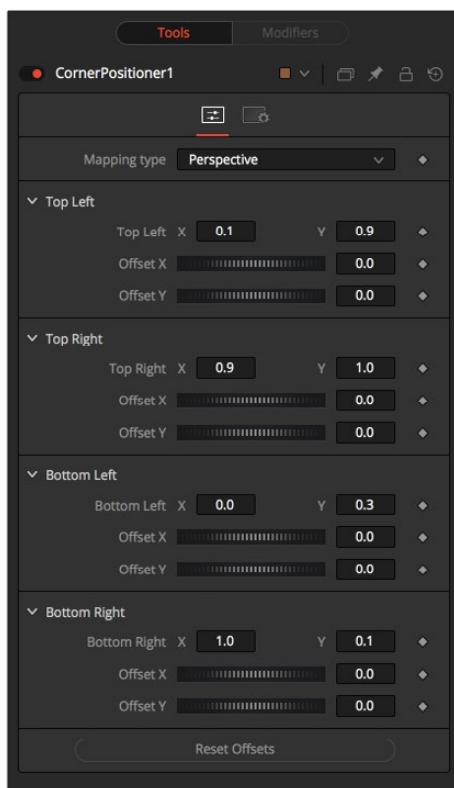 Tools Modifiers
CornerPositioner1
Mapping type Perspective
Top Left
Top Left X 0.1 Y 0.9
Offset X 0.0
Offset Y 0.0
Top Right
Top Right X 0.9 Y 1.0
Offset X 0.0
Offset Y 0.0
Bottom Left
Bottom Left X 0.0 Y 0.3
Offset X 0.0
Offset Y 0.0
Bottom Right
Bottom Right X 1.0 Y 0.1
Offset X 0.0
Offset Y 0.0
Reset Offsets